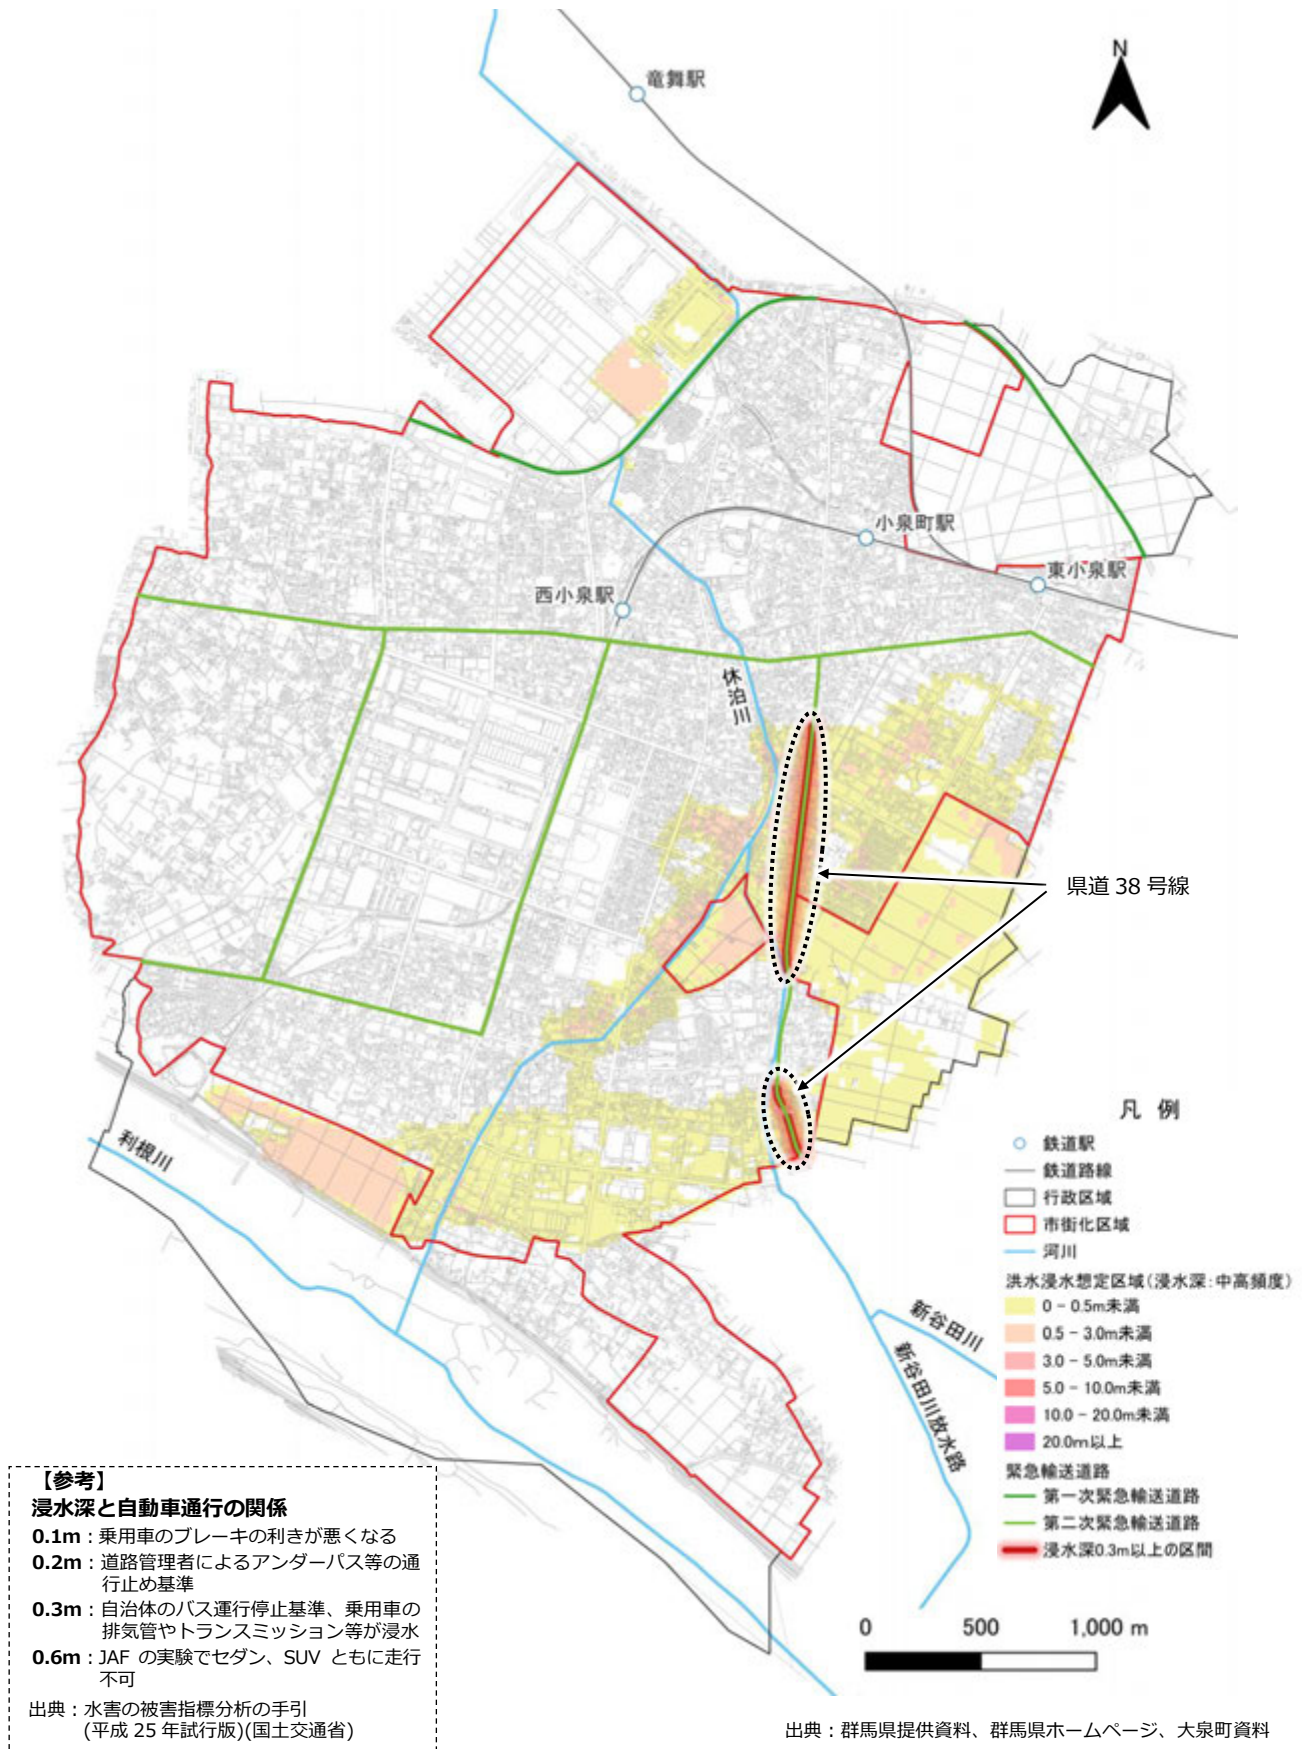 N
竜舞駅
小泉町駅
東小泉駅
西小泉駅
休泊川
県道 38 号線
利根川
新谷田川
新谷田川放水路
凡 例
鉄道駅
鉄道路線
行政区域
市街化区域
河川
洪水浸水想定区域(浸水深:中高頻度)
0 - 0.5m未満
0.5 - 3.0m未満
3.0 - 5.0m未満
5.0 - 10.0m未満
10.0 - 20.0m未満
20.0m以上
緊急輸送道路
第一次緊急輸送道路
第二次緊急輸送道路
浸水深0.3m以上の区間
0 500 1,000 m
【参考】
浸水深と自動車通行の関係
0.1m：乗用車のブレーキの利きが悪くなる
0.2m：道路管理者によるアンダーパス等の通
行止め基準
0.3m：自治体のバス運行停止基準、乗用車の
排気管やトランスミッション等が浸水
0.6m：JAF の実験でセダン、SUV ともに走行
不可
出典：水害の被害指標分析の手引
(平成 25 年試行版)(国土交通省)
出典：群馬県提供資料、群馬県ホームページ、大泉町資料